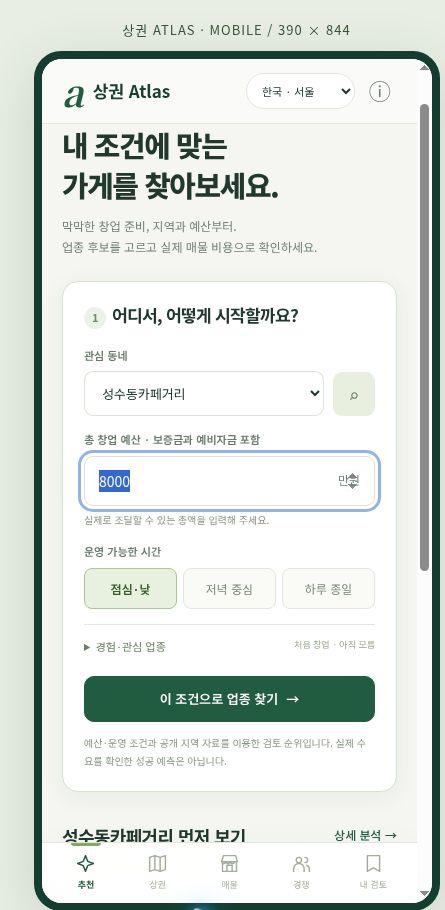 상권 ATLAS · MOBILE / 390 × 844
a 상권 Atlas
한국 · 서울
내 조건에 맞는
가게를 찾아보세요.
막막한 창업 준비, 지역과 예산부터.
업종 후보를 고르고 실제 매물 비용으로 확인하세요.
1 어디서, 어떻게 시작할까요?
관심 동네
성수동카페거리
총 창업 예산 · 보증금과 예비자금 포함
8000 만원
실제로 조달할 수 있는 총액을 입력해 주세요.
운영 가능한 시간
점심·낮 저녁 중심 하루 종일
▶ 경험·관심 업종 처음 창업 · 아직 모름
이 조건으로 업종 찾기 →
예산·운영 조건과 공개 지역 자료를 이용한 검토 순위입니다. 실제 수
요를 확인한 성공 예측은 아닙니다.
성수동카페거리 먼저 보기 상세 분석 →
추천 상권 매물 경쟁 내 검토